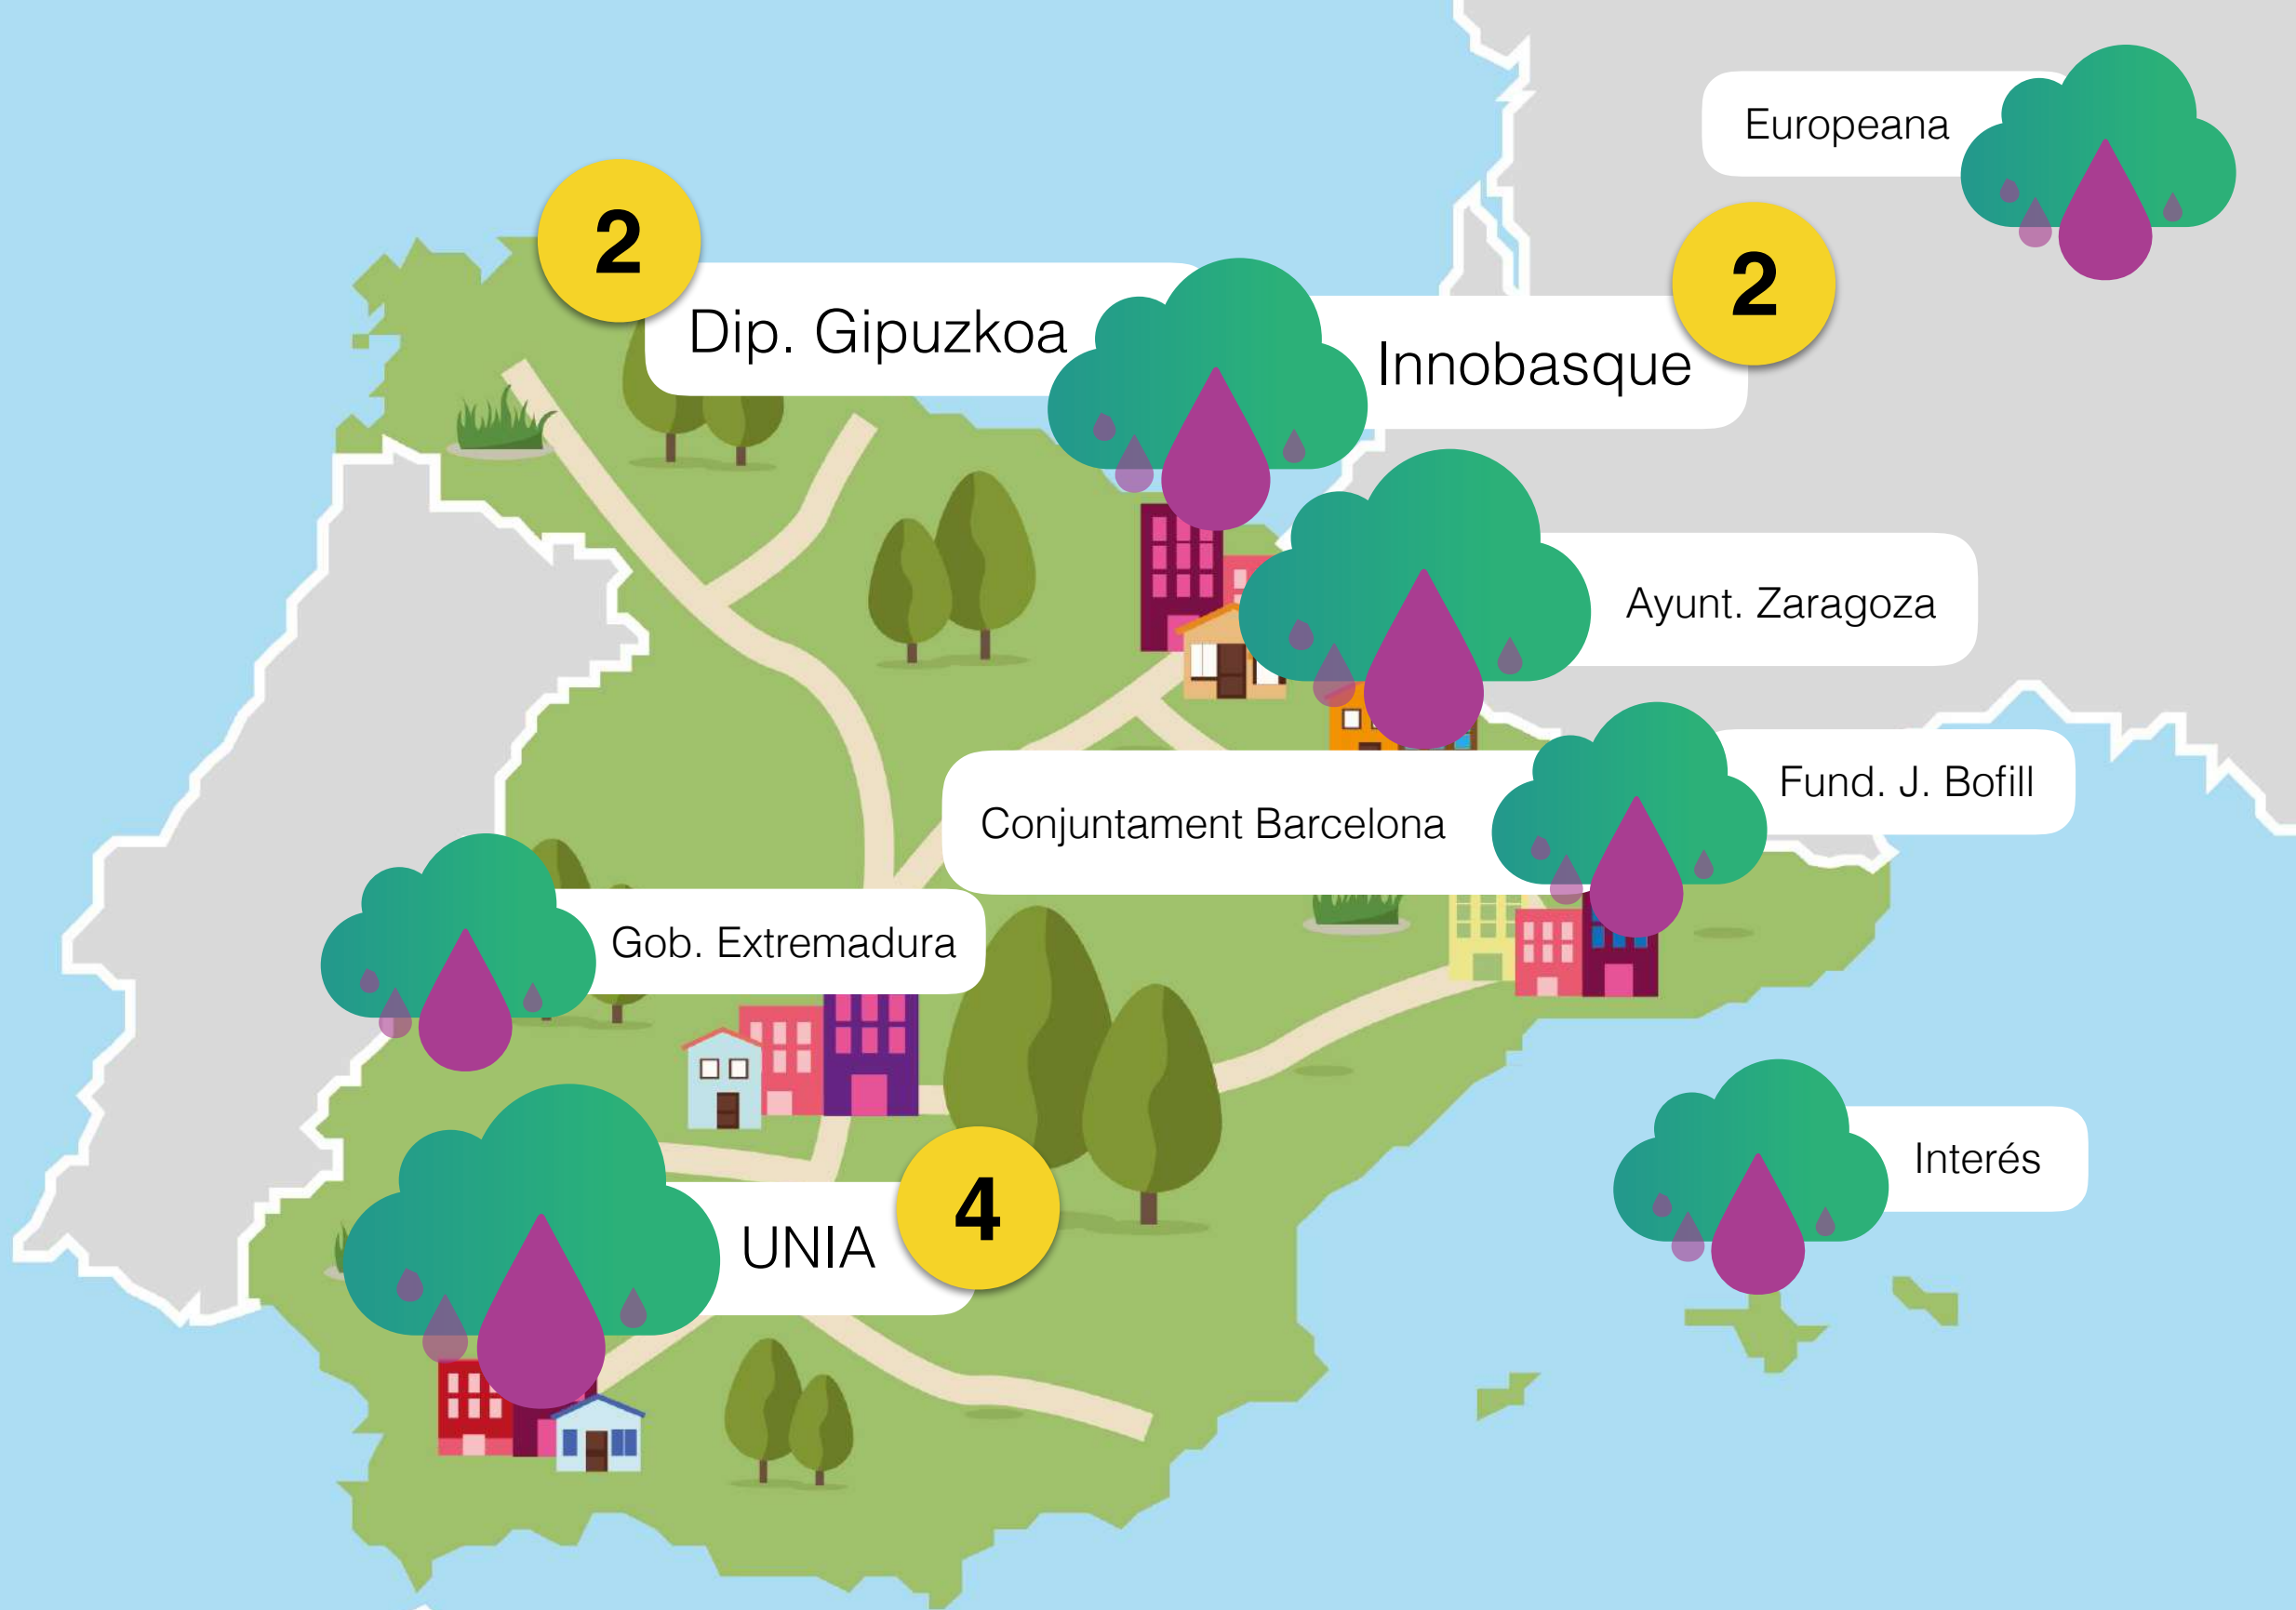 Europeana
2
Dip. Gipuzkoa
2
Innobasque
Ayunt. Zaragoza
Fund. J. Bofill
Conjuntament Barcelona
Gob. Extremadura
Interés
UNIA
4